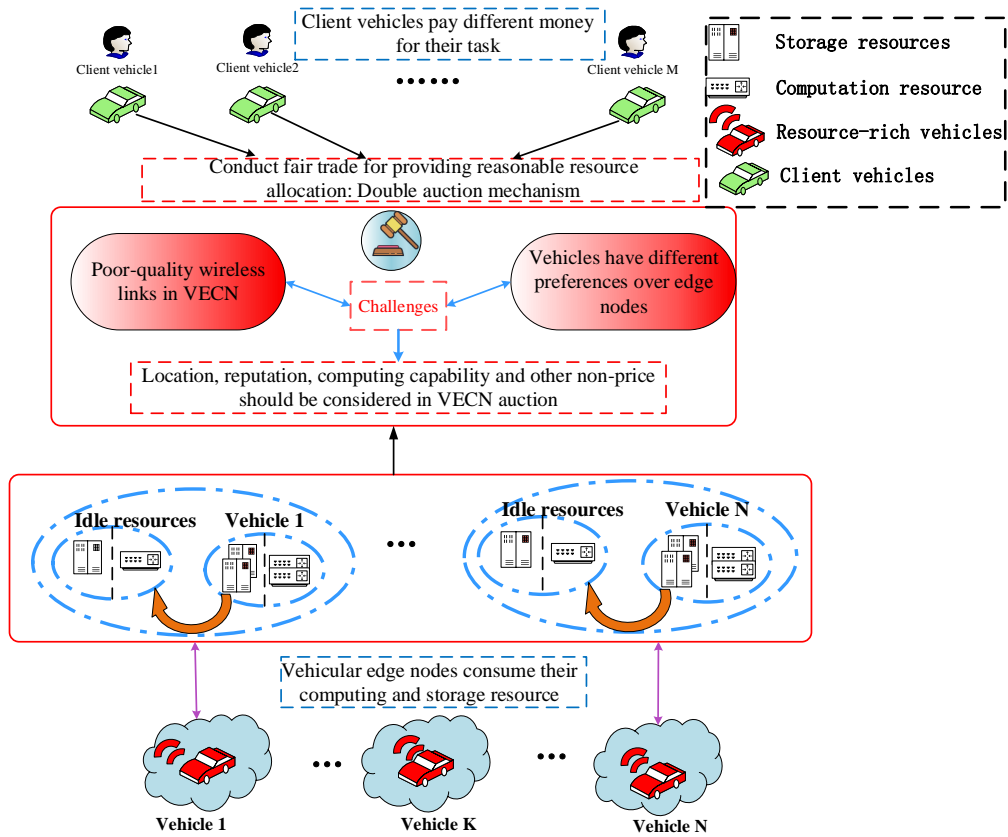 Client vehicles pay different money
for their task
Client vehicle1
Client vehicle2
Client vehicle M
Storage resources
Computation resource
Resource-rich vehicles
Client vehicles
Conduct fair trade for providing reasonable resource
allocation: Double auction mechanism
Poor-quality wireless
links in VECN
Challenges
Vehicles have different
preferences over edge
nodes
Location, reputation, computing capability and other non-price
should be considered in VECN auction
Idle resources
Vehicle 1
Idle resources
Vehicle N
Vehicular edge nodes consume their
computing and storage resource
Vehicle 1
Vehicle K
Vehicle N